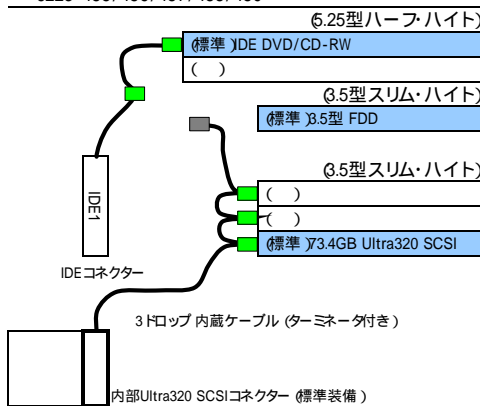 (5.25型ハーフ・ハイト)
(標準)IDE DVD/CD-RW
( )
(3.5型スリム・ハイト)
(標準)3.5型 FDD
(3.5型スリム・ハイト)
( )
( )
(標準)73.4GB Ultra320 SCSI
IDE1
IDEコネクター
3ドロップ 内蔵ケーブル (ターミネータ付き)
内部Ultra320 SCSIコネクター (標準装備)